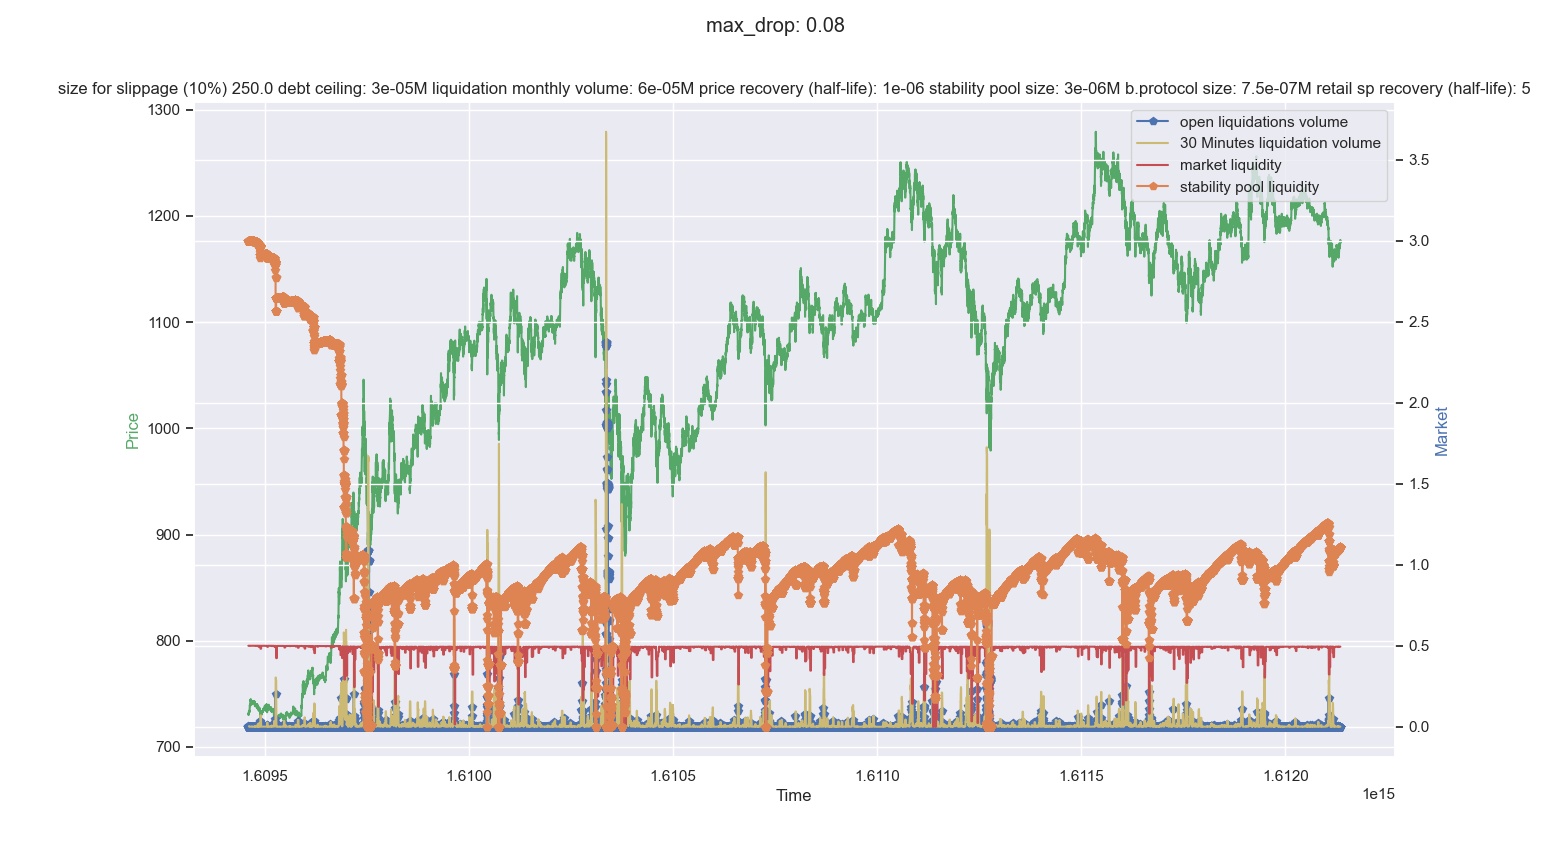 max_drop: 0.08
size for slippage (10%) 250.0 debt ceiling: 3e-05M liquidation monthly volume: 6e-05M price recovery (half-life): 1e-06 stability pool size: 3e-06M b.protocol size: 7.5e-07M retail sp recovery (half-life): 5
1300
1200
1100
1000
900
800
700
Price
open liquidations volume
30 Minutes liquidation volume
market liquidity
stability pool liquidity
3.5
3.0
2.5
2.0
1.5
1.0
0.5
0.0
Market
1.6095
1.6100
1.6105
1.6110
1.6115
1.6120
1e15
Time